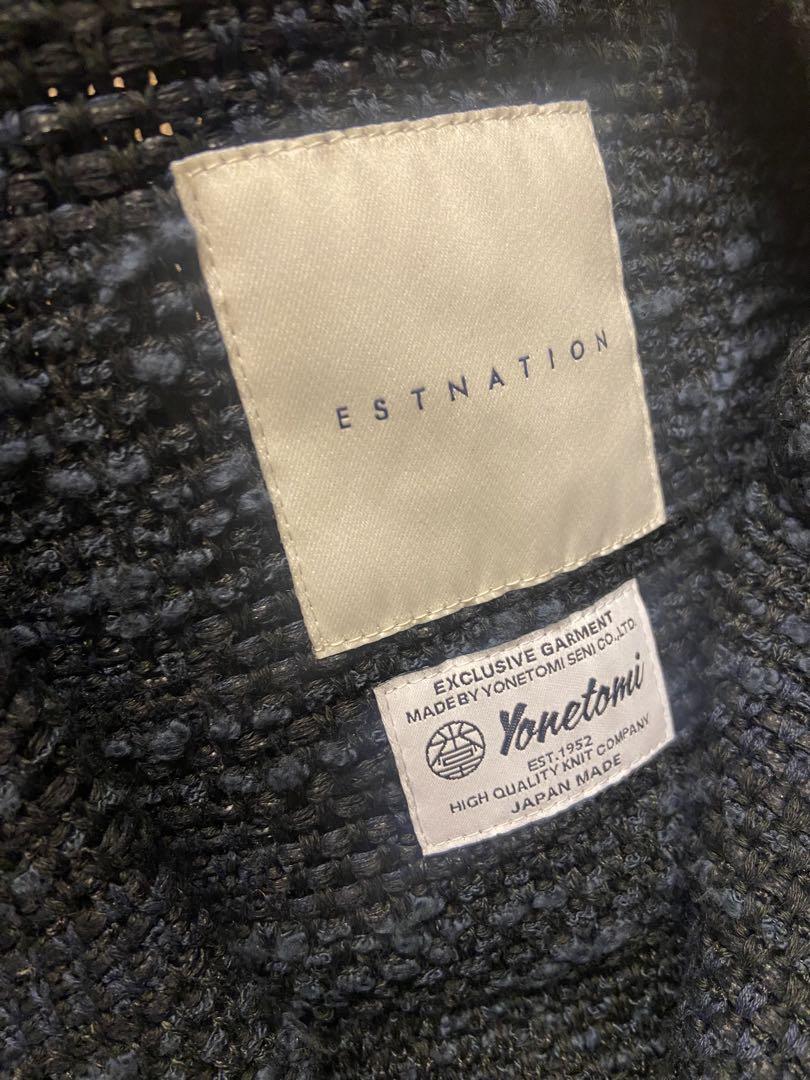 ESTNATION
EXCLUSIVE GARMENT
MADE BY YONETOMI SENI CO.,LTD.
Yonetomi
EST.1952
HIGH QUALITY KNIT COMPANY
JAPAN MADE